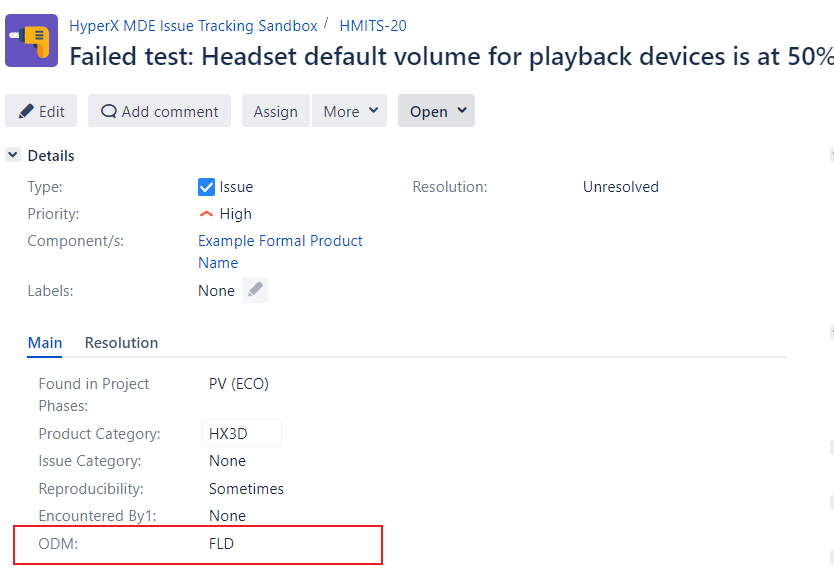 HyperX MDE Issue Tracking Sandbox / HMITS-20
Failed test: Headset default volume for playback devices is at 50%
Edit Add comment Assign More Open
Details
Type: Issue Resolution: Unresolved
Priority: High
Component/s: Example Formal Product
Name
Labels: None
Main Resolution
Found in Project PV (ECO)
Phases:
Product Category: HX3D
Issue Category: None
Reproducibility: Sometimes
Encountered By1: None
ODM: FLD